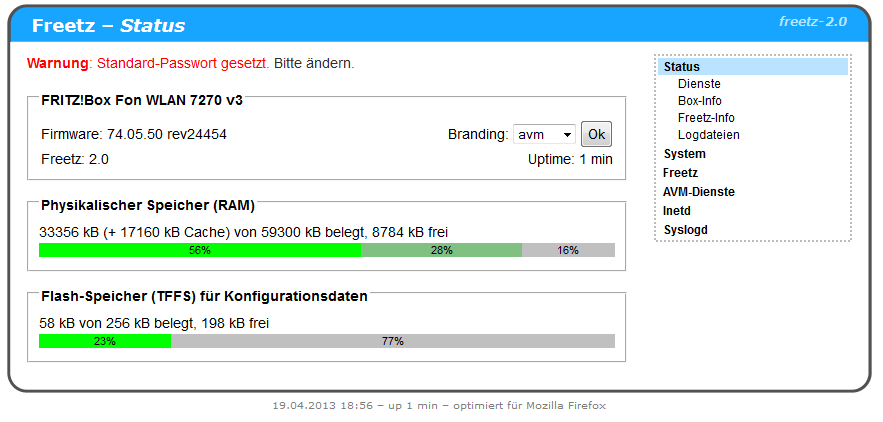 Freetz – Status
freetz-2.0
Warnung: Standard-Passwort gesetzt. Bitte ändern.
FRITZ!Box Fon WLAN 7270 v3
Firmware: 74.05.50 rev24454
Branding: avm Ok
Freetz: 2.0
Uptime: 1 min
Physikalischer Speicher (RAM)
33356 kB (+ 17160 kB Cache) von 59300 kB belegt, 8784 kB frei
56% 28% 16%
Flash-Speicher (TFFS) für Konfigurationsdaten
58 kB von 256 kB belegt, 198 kB frei
23% 77%
Status
Dienste
Box-Info
Freetz-Info
Logdateien
System
Freetz
AVM-Dienste
Inetd
Syslogd
19.04.2013 18:56 – up 1 min – optimiert für Mozilla Firefox